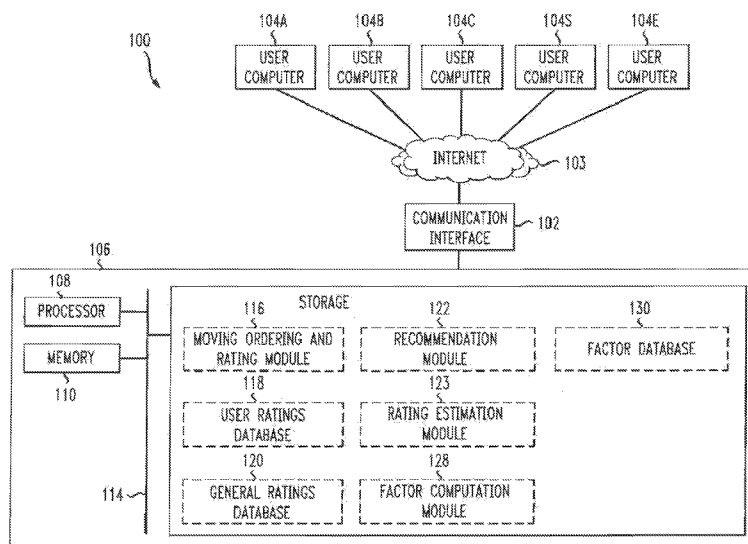 100
104A 104B 104C 104S 104E
USER COMPUTER
USER COMPUTER
USER COMPUTER
USER COMPUTER
USER COMPUTER
INTERNET
103
COMMUNICATION INTERFACE
102
106
108
PROCESSOR
MEMORY
110
114
STORAGE
116
MOVING ORDERING AND RATING MODULE
122
RECOMMENDATION MODULE
130
FACTOR DATABASE
118
USER RATINGS DATABASE
123
RATING ESTIMATION MODULE
120
GENERAL RATINGS DATABASE
128
FACTOR COMPUTATION MODULE